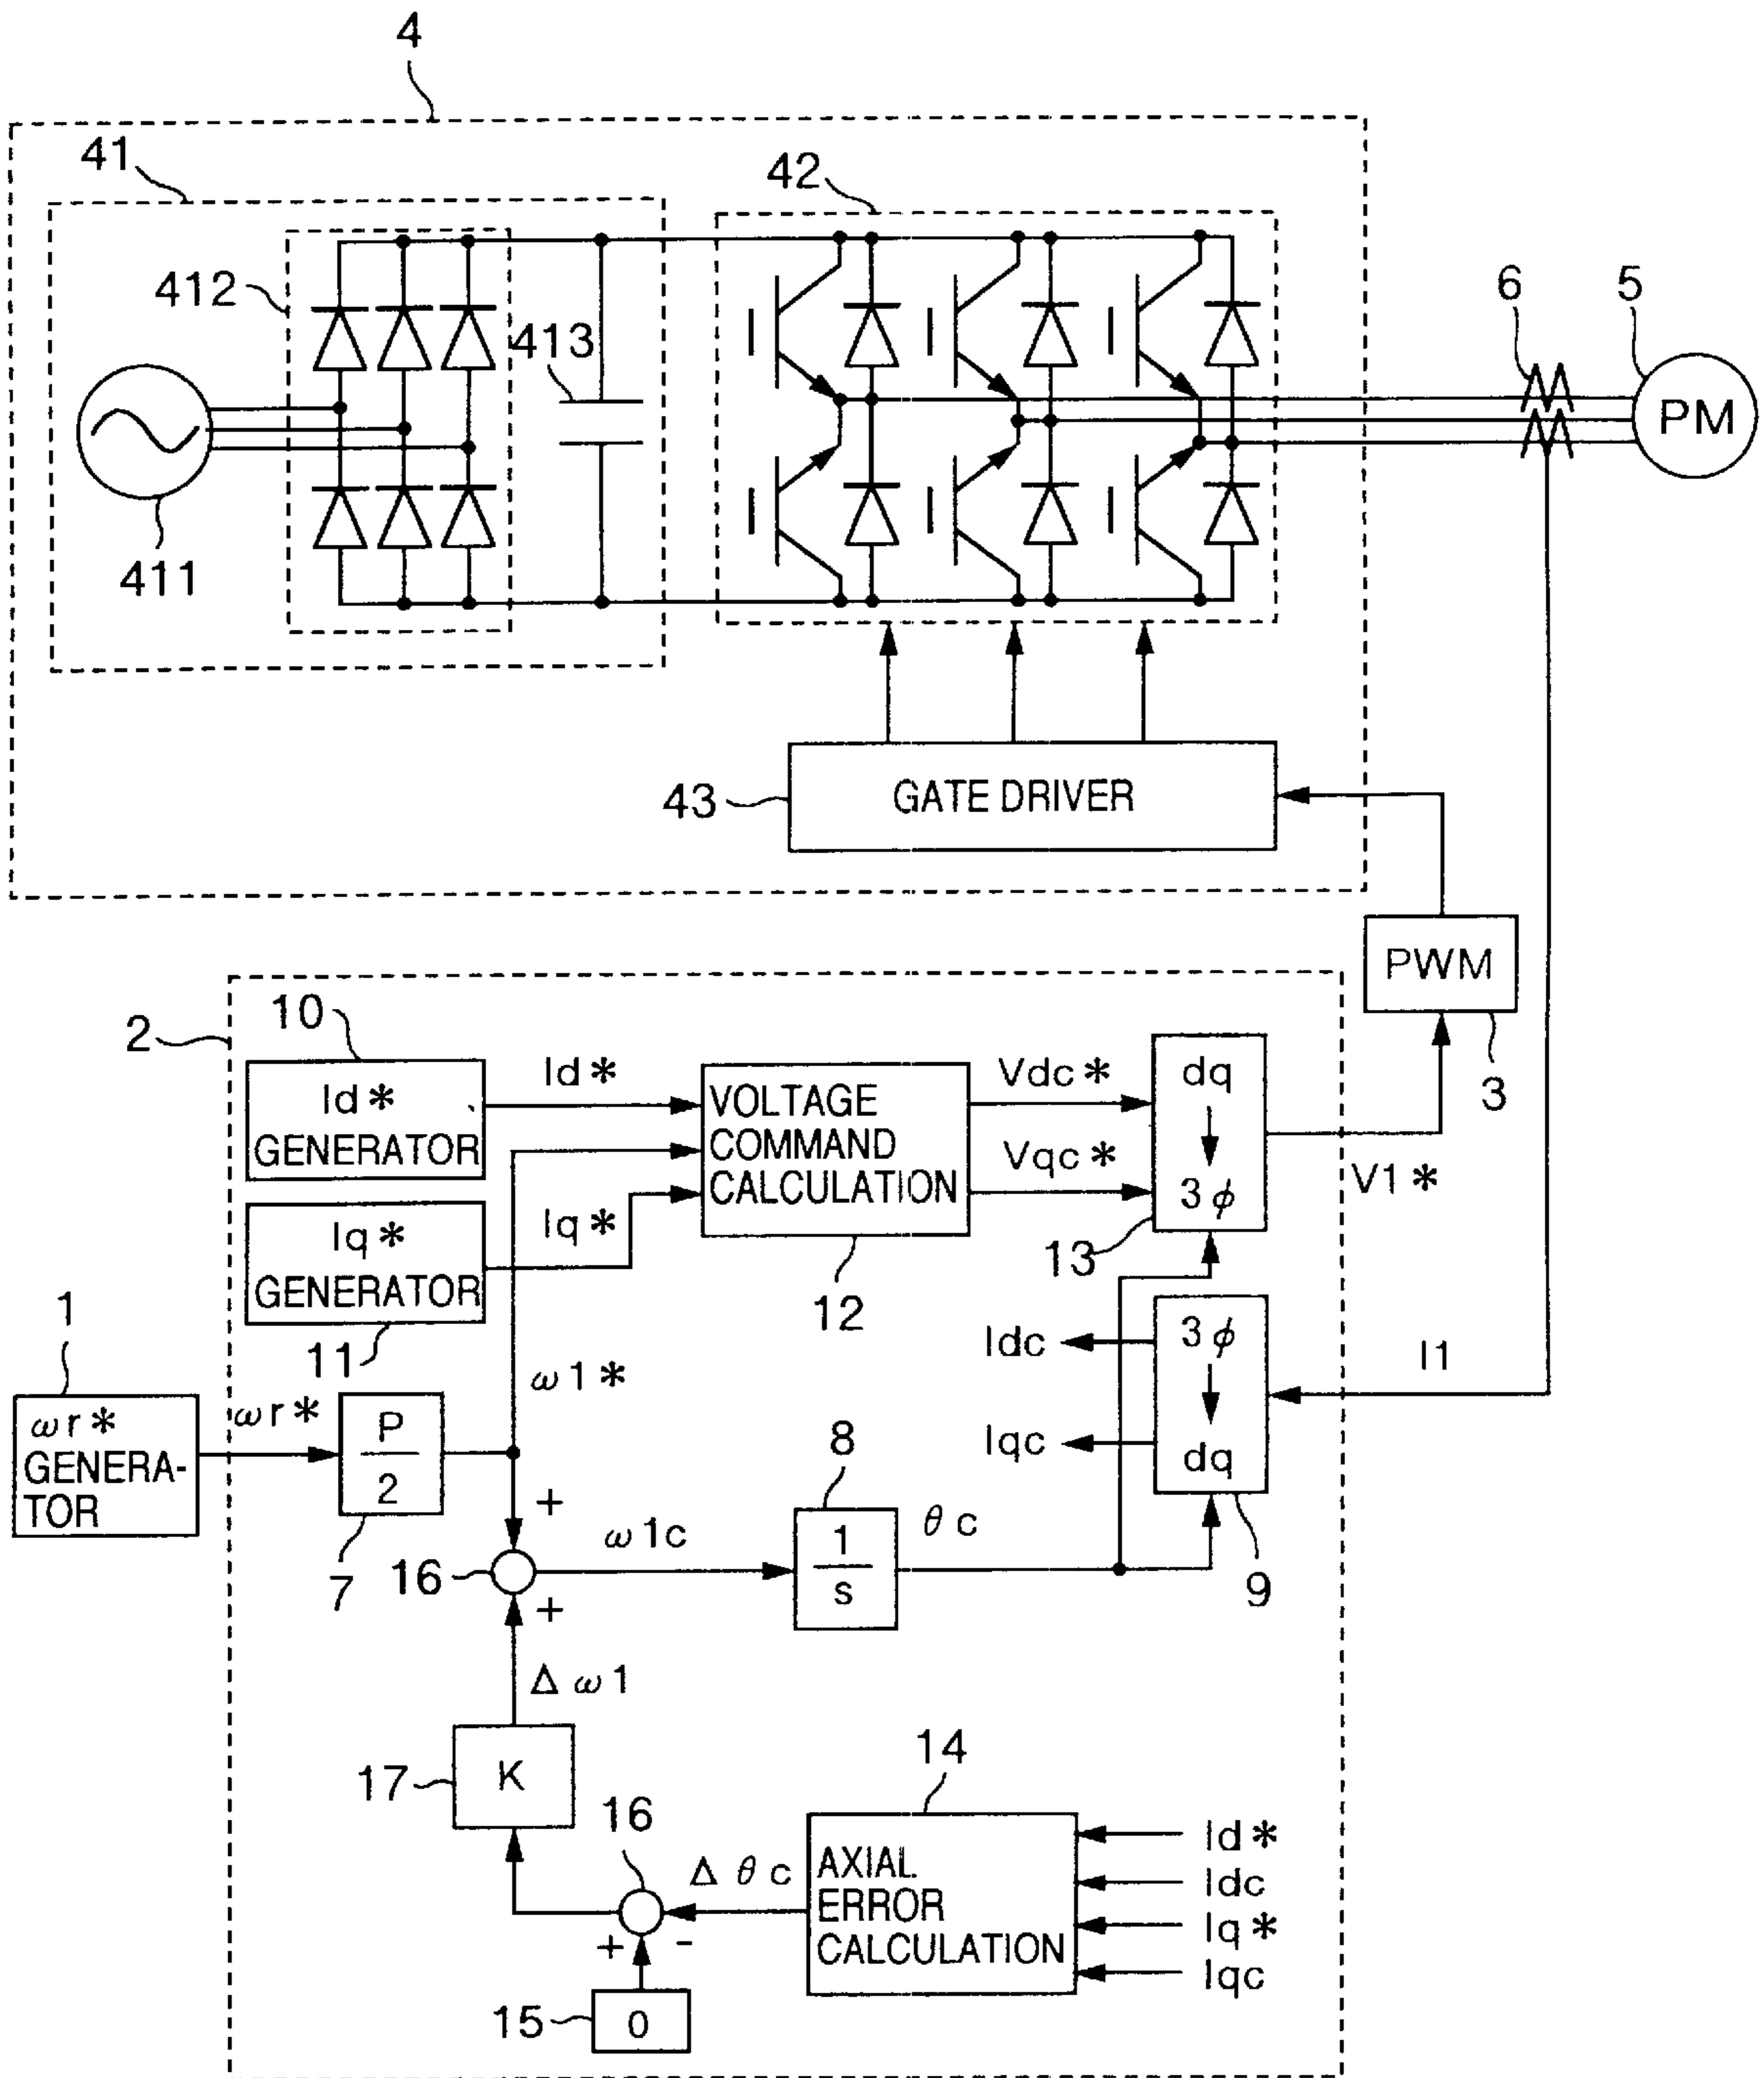 4
41
42
412
413
6
5
PM
411
43
GATE DRIVER
PWM
3
2
10
Id*
GENERATOR
Id*
VOLTAGE
COMMAND
CALCULATION
Vdc*
Vqc*
dq
3φ
V1*
Iq*
GENERATOR
Iq*
13
12
11
1
ωr*
GENERA-
TOR
ωr*
P
2
7
ω1*
Idc
Iqc
3φ
dq
I1
9
+
16
+
ω1c
8
1
s
θc
Δω1
17
K
16
Δθc
+
-
15
0
14
AXIAL
ERROR
CALCULATION
Id*
Idc
Iq*
Iqc